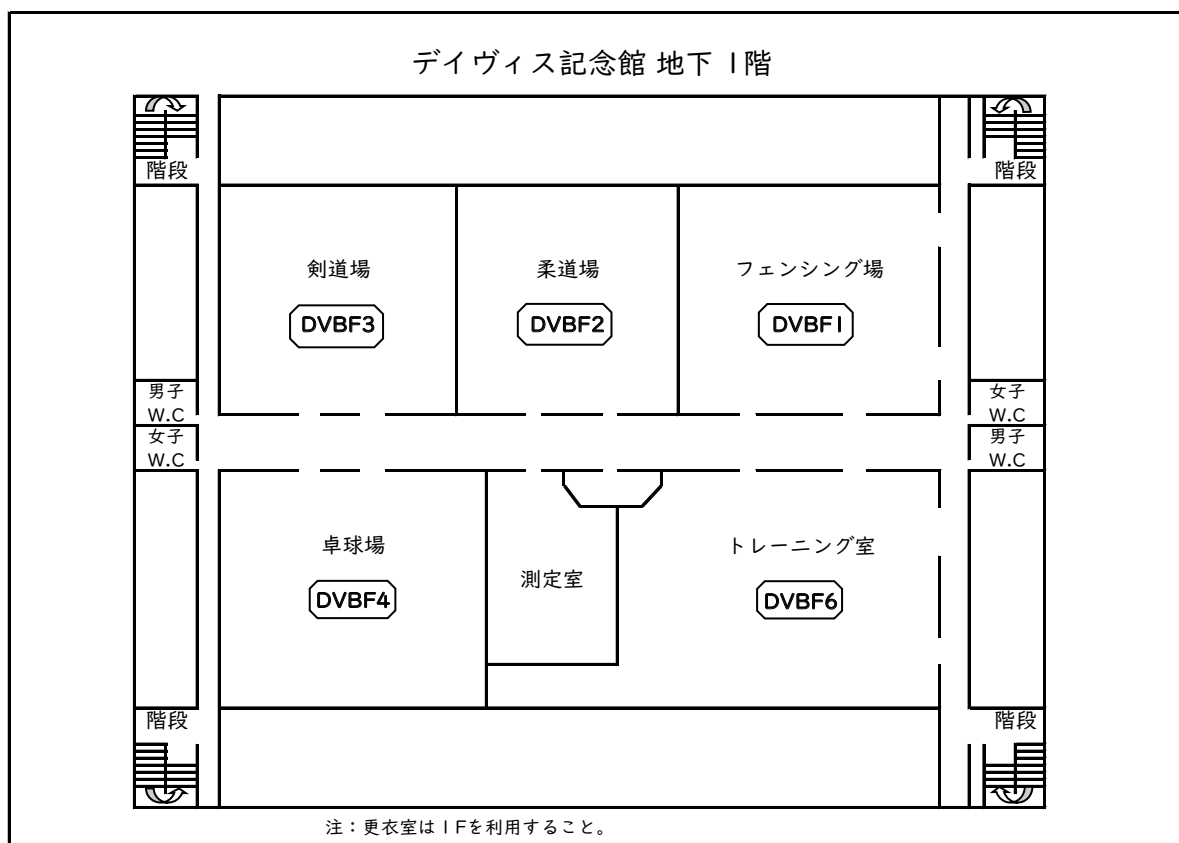 デイヴィス記念館 地下 1階
階段
階段
剣道場
柔道場
フェンシング場
DVBF3
DVBF2
DVBF1
男子
W.C
女子
W.C
女子
W.C
男子
W.C
卓球場
測定室
トレーニング室
DVBF4
DVBF6
階段
階段
注：更衣室は1Fを利用すること。